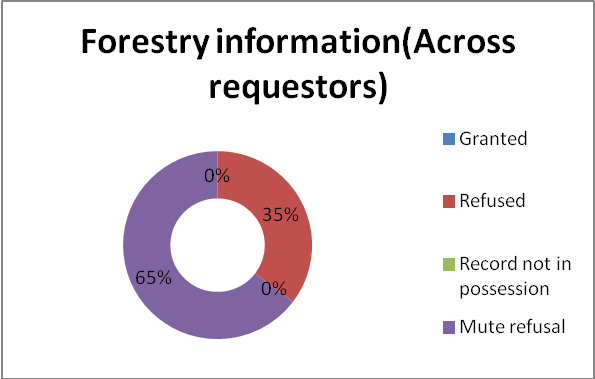 Forestry information(Across
requestors)
Granted
0%
Refused
35%
Record not in
possession
65%
0%
Mute refusal